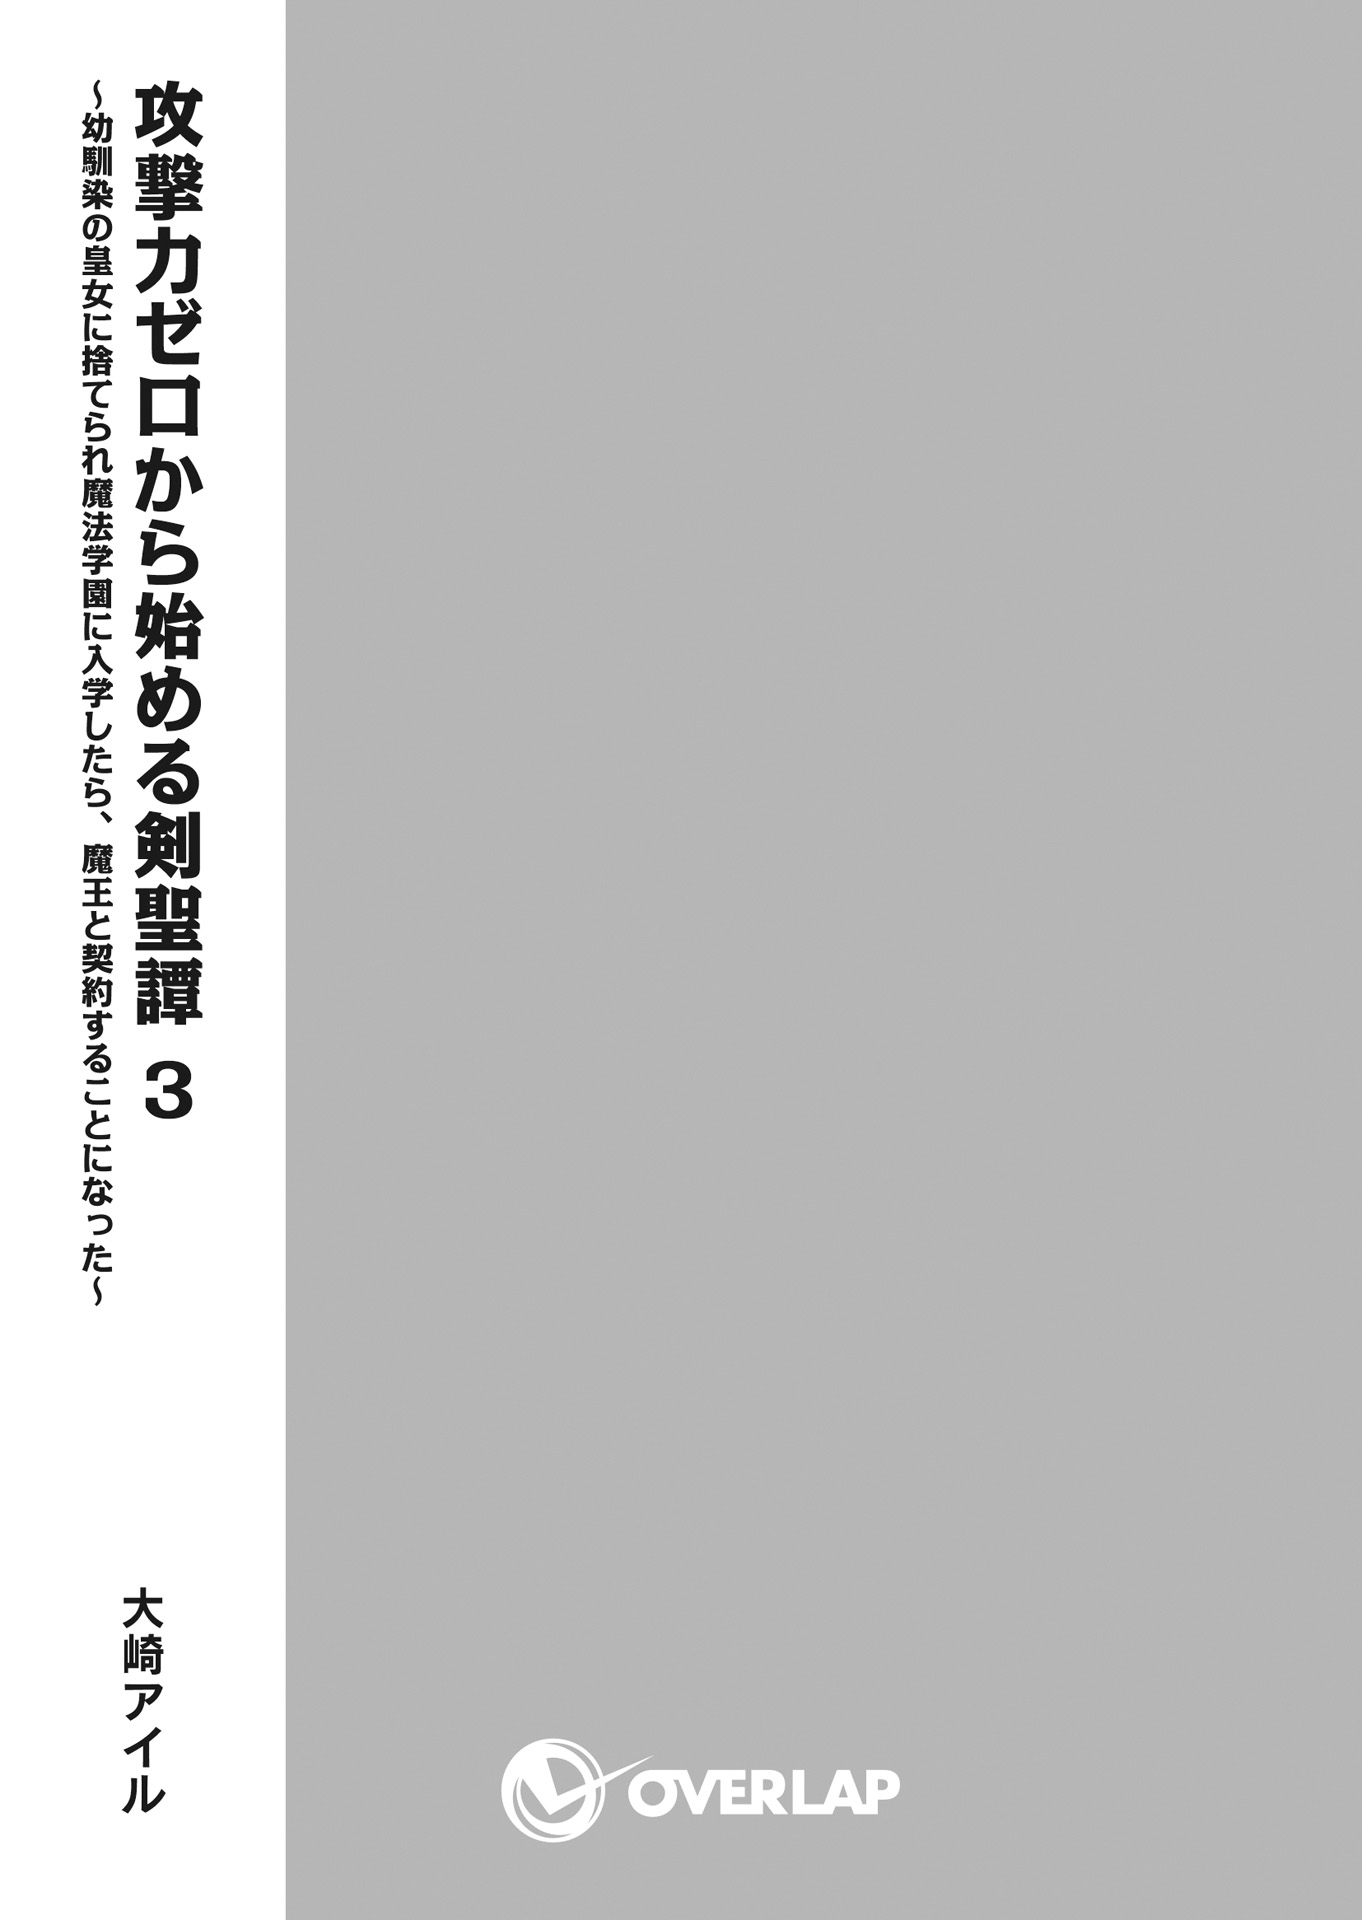 攻撃力ゼロから始める剣聖譚 3
～幼馴染の皇女に捨てられ魔法学園に入学したら、魔王と契約することになった～
大崎アイル
OVERLAP